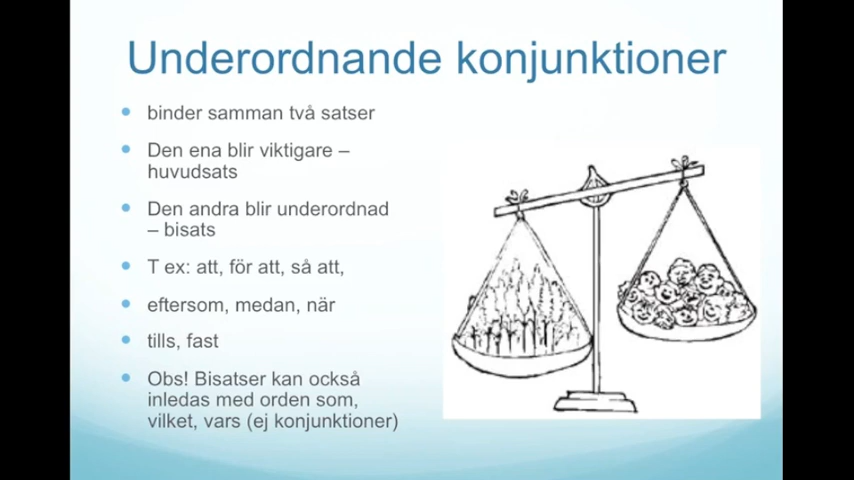 Underordnande konjunktioner
binder samman två satser
Den ena blir viktigare –
huvudsats
Den andra blir underordnad
– bisats
T ex: att, för att, så att,
eftersom, medan, när
tills, fast
Obs! Bisatser kan också
inledas med orden som,
vilket, vars (ej konjunktioner)